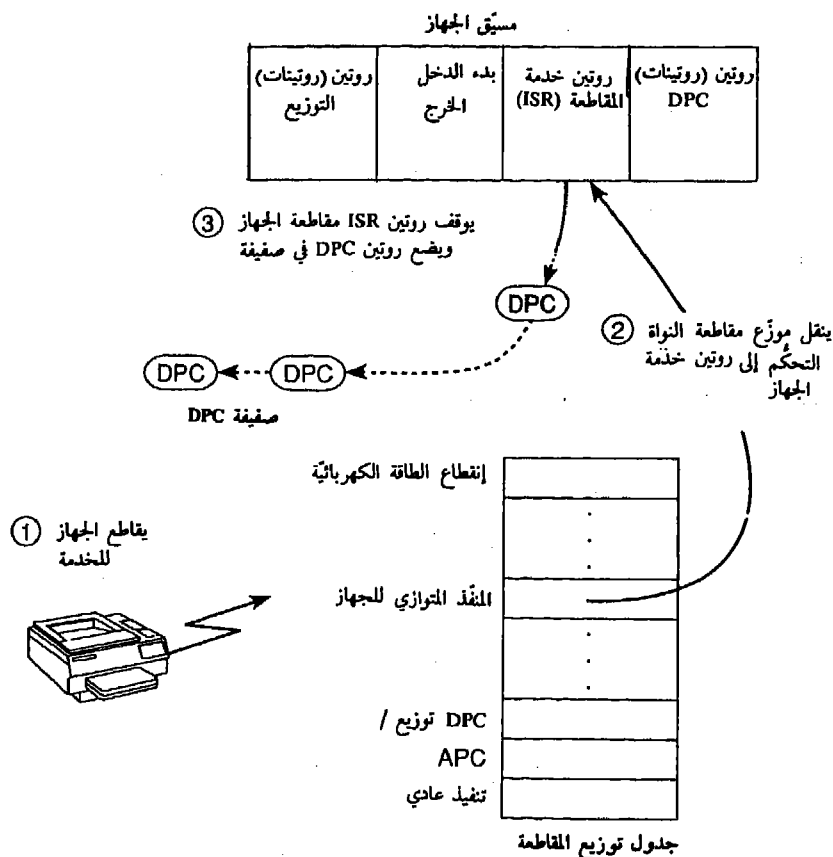 مسيّق الجهاز
روتين (روتينات)
DPC
روتين خدمة
المقاطعة (ISR)
بدء الدخل
الخرج
روتين (روتينات)
التوزيع
③ يوقف روتين ISR مقاطعة الجهاز
ويضع روتين DPC في صفيفة
DPC
② ينقل موزّع مقاطعة النواة
التحكّم إلى روتين خدمة
الجهاز
DPC
DPC
صفيفة DPC
إنقطاع الطاقة الكهربائيّة
① يقاطع الجهاز
للخدمة
المنفّذ المتوازي للجهاز
DPC توزيع /
APC
تنفيذ عادي
جدول توزيع المقاطعة